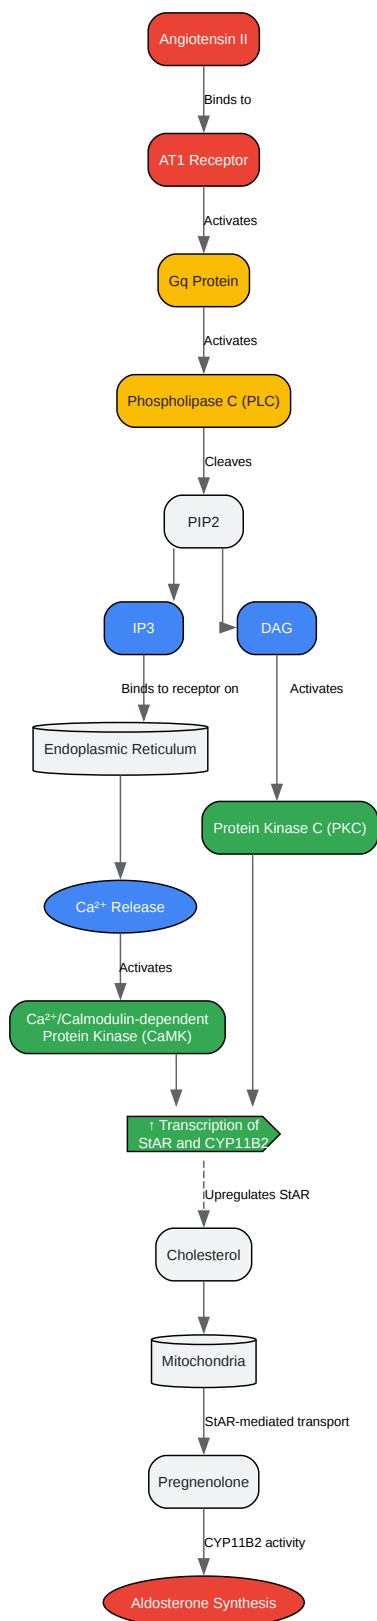 Angiotensin II
Binds to
AT1 Receptor
Activates
Gq Protein
Activates
Phospholipase C (PLC)
Cleaves
PIP2
IP3
DAG
Binds to receptor on
Activates
Endoplasmic Reticulum
Protein Kinase C (PKC)
Ca²⁺ Release
Activates
Ca²⁺/Calmodulin-dependent
Protein Kinase (CaMK)
↑ Transcription of
StAR and CYP11B2
Upregulates StAR
Cholesterol
Mitochondria
StAR-mediated transport
Pregnenolone
CYP11B2 activity
Aldosterone Synthesis